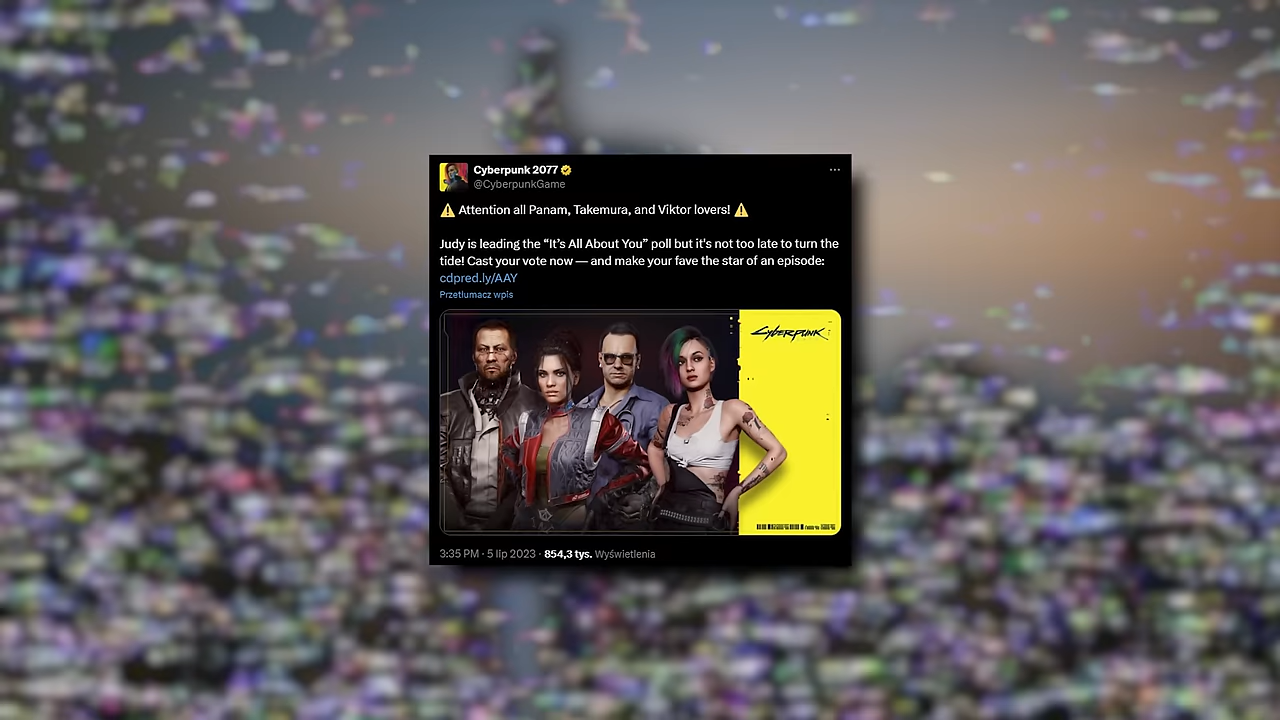 Cyberpunk 2077
@CyberpunkGame
⚠️ Attention all Panam, Takemura, and Viktor lovers! ⚠️
Judy is leading the “It’s All About You” poll but it's not too late to turn the
tide! Cast your vote now — and make your fave the star of an episode:
cdpred.ly/AAY
Przetłumacz wpis
Cyberpunk
3:35 PM · 5 lip 2023 · 854,3 tys. Wyświetlenia